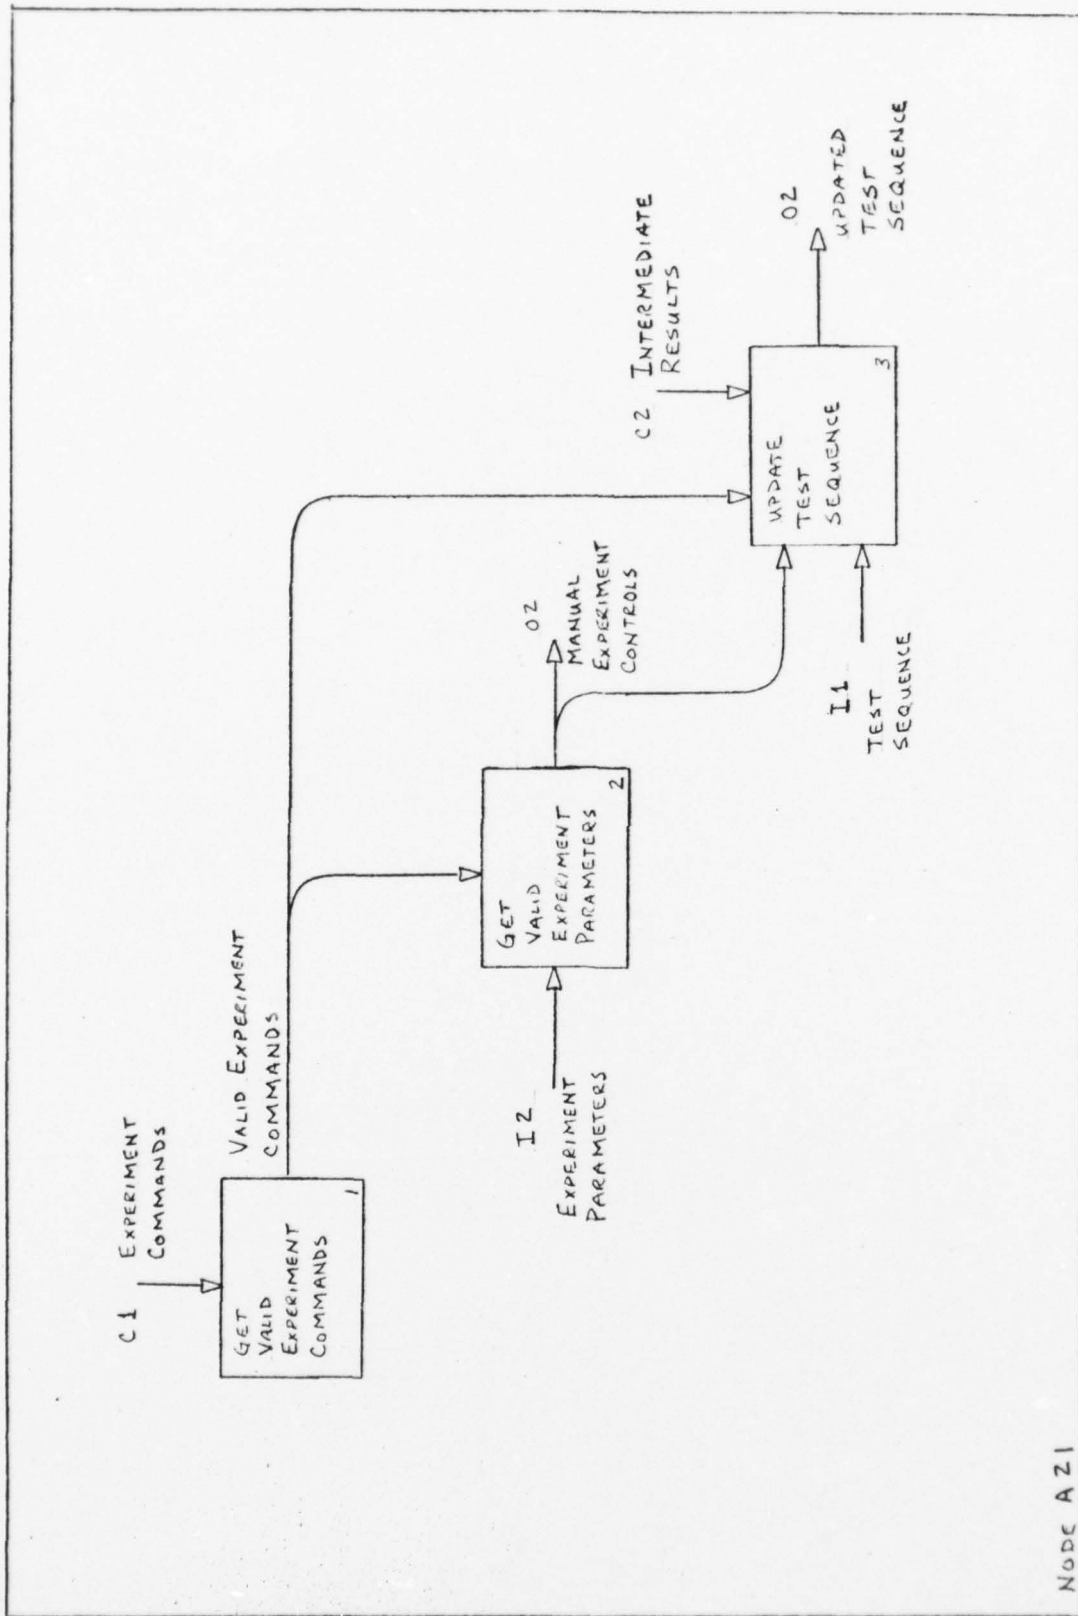 C1
EXPERIMENT
COMMANDS
GET
VALID
EXPERIMENT
COMMANDS
1
VALID EXPERIMENT
COMMANDS
I2
EXPERIMENT
PARAMETERS
GET
VALID
EXPERIMENT
PARAMETERS
2
O2
MANUAL
EXPERIMENT
CONTROLS
C2
INTERMEDIATE
RESULTS
I1
TEST
SEQUENCE
UPDATE
TEST
SEQUENCE
3
O2
UPDATED
TEST
SEQUENCE
NODE A21